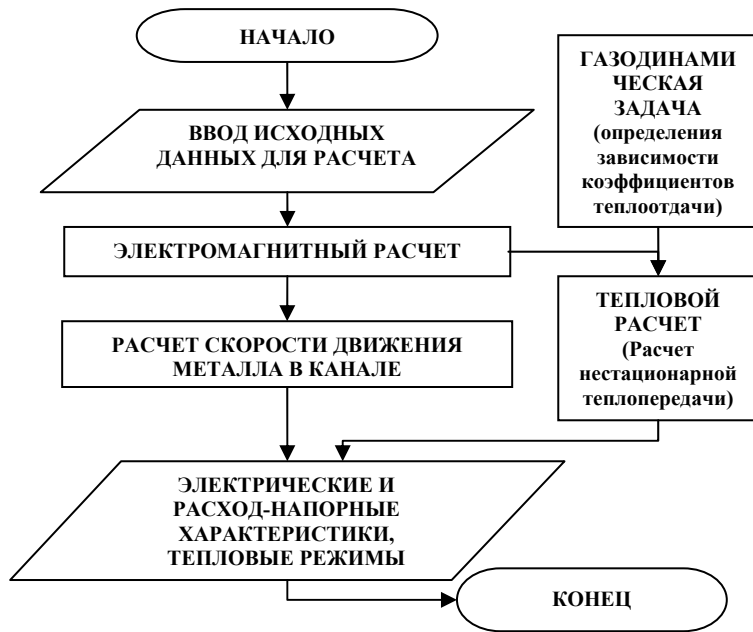 НАЧАЛО
ВВОД ИСХОДНЫХ
ДАННЫХ ДЛЯ РАСЧЕТА
ЭЛЕКТРОМАГНИТНЫЙ РАСЧЕТ
РАСЧЕТ СКОРОСТИ ДВИЖЕНИЯ
МЕТАЛЛА В КАНАЛЕ
ГАЗОДИНАМИ
ЧЕСКАЯ
ЗАДАЧА
(определения
зависимости
коэффициентов
теплоотдачи)
ТЕПЛОВОЙ
РАСЧЕТ
(Расчет
нестационарной
теплопередачи)
ЭЛЕКТРИЧЕСКИЕ И
РАСХОД-НАПОРНЫЕ
ХАРАКТЕРИСТИКИ,
ТЕПЛОВЫЕ РЕЖИМЫ
КОНЕЦ